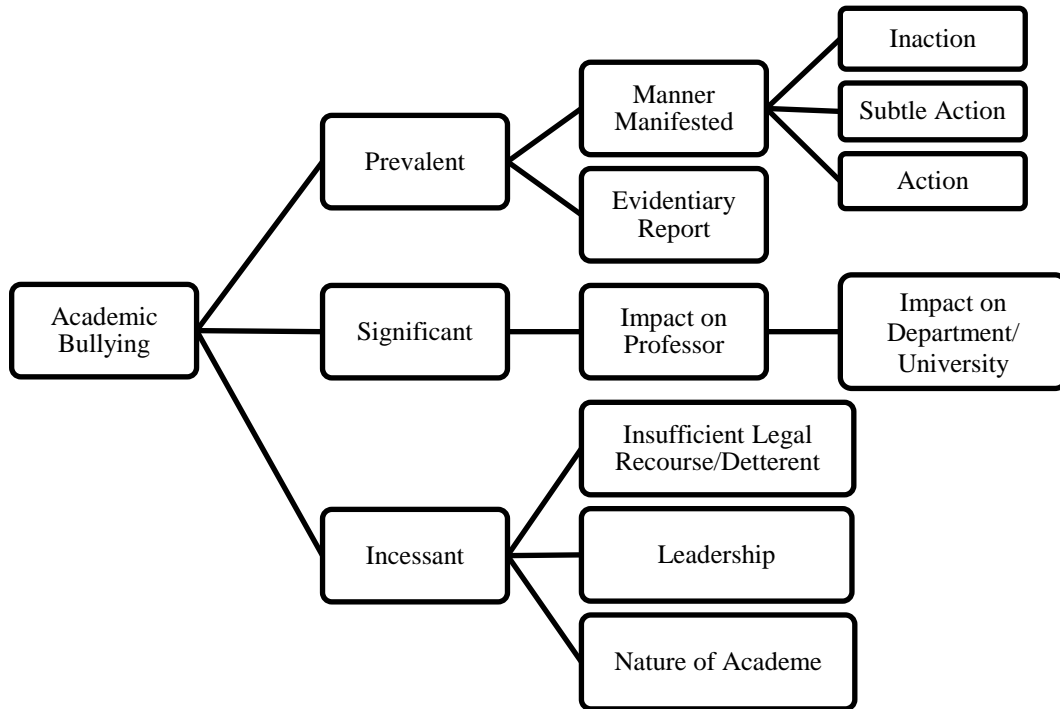 Academic
Bullying
Prevalent
Manner
Manifested
Inaction
Subtle Action
Action
Evidentiary
Report
Significant
Impact on
Professor
Impact on
Department/
University
Incessant
Insufficient Legal
Recourse/Detterent
Leadership
Nature of Academe